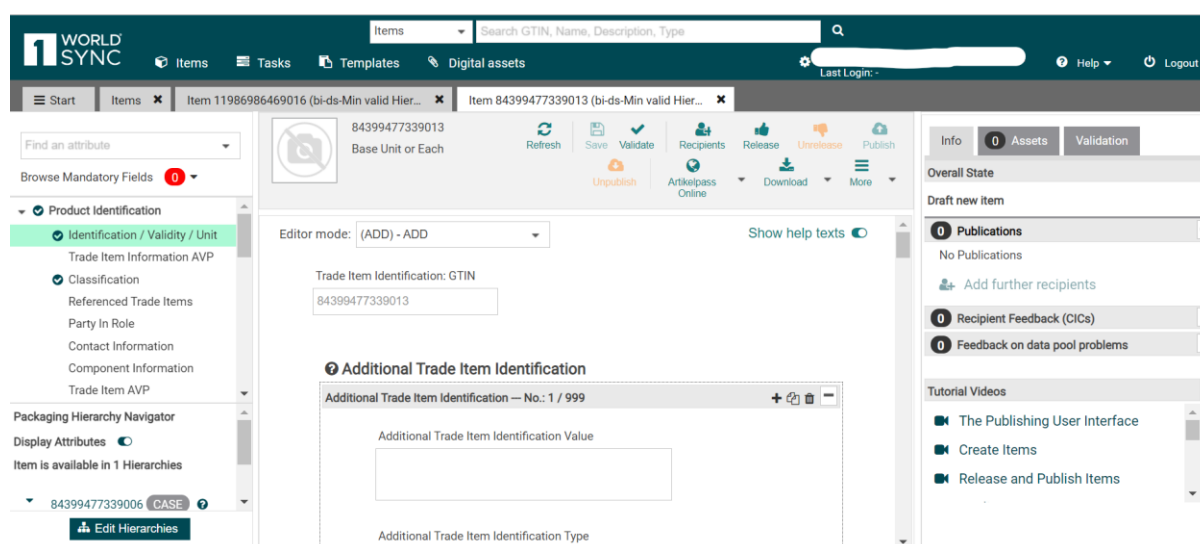 Items
Search GTIN, Name, Description, Type
1 WORLD
SYNC
Items
Tasks
Templates
Digital assets
Last Login: -
Help
Logout
Start
Items
Item 11986986469016 (bi-ds-Min valid Hier...
Item 84399477339013 (bi-ds-Min valid Hier...
Find an attribute
Browse Mandatory Fields 0
Product Identification
Identification / Validity / Unit
Trade Item Information AVP
Classification
Referenced Trade Items
Party In Role
Contact Information
Component Information
Trade Item AVP
Packaging Hierarchy Navigator
Display Attributes
Item is available in 1 Hierarchies
84399477339006 CASE
Edit Hierarchies
84399477339013
Base Unit or Each
Refresh
Save
Validate
Recipients
Release
Unrelease
Publish
Unpublish
Artikelpass
Online
Download
More
Editor mode: (ADD) - ADD
Show help texts
Trade Item Identification: GTIN
84399477339013
Additional Trade Item Identification
Additional Trade Item Identification — No.: 1 / 999
Additional Trade Item Identification Value
Additional Trade Item Identification Type
Info
0 Assets
Validation
Overall State
Draft new item
0 Publications
No Publications
Add further recipients
0 Recipient Feedback (CICs)
0 Feedback on data pool problems
Tutorial Videos
The Publishing User Interface
Create Items
Release and Publish Items